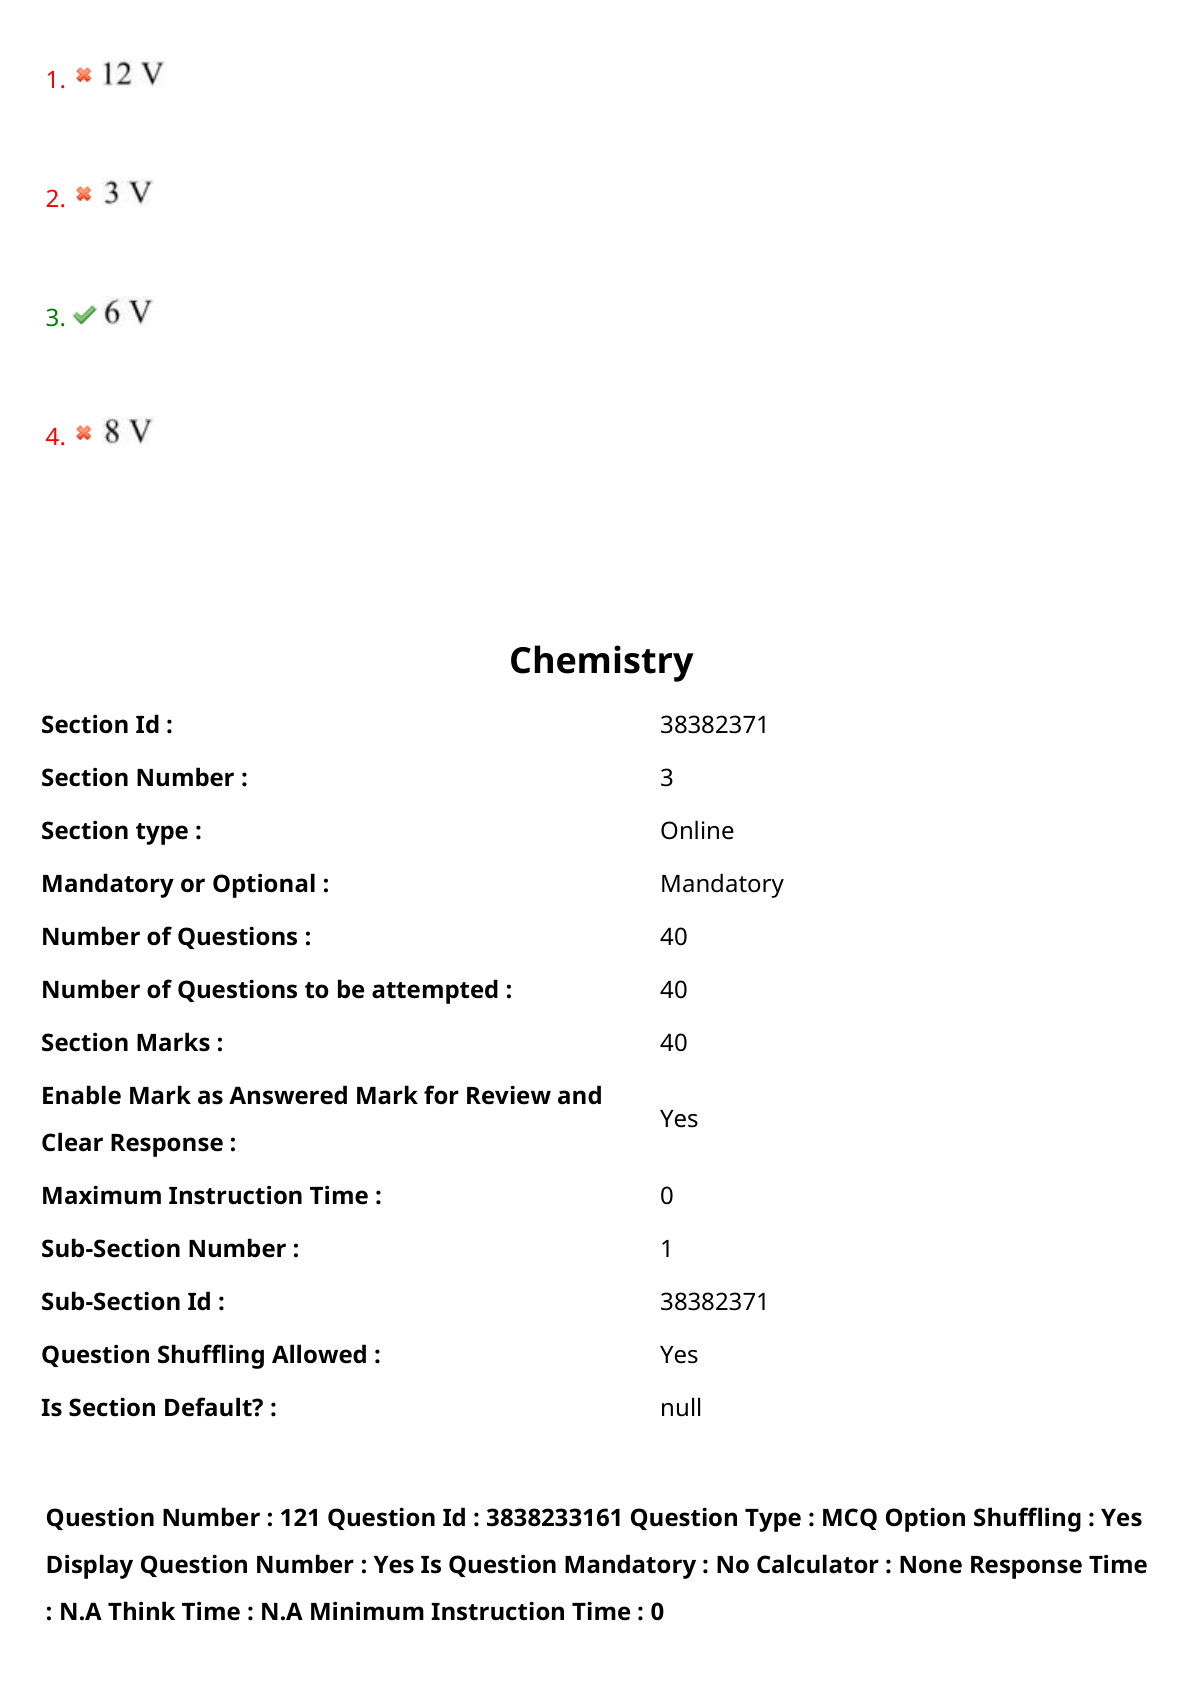 1. 12 V
2. 3 V
3. 6 V
4. 8 V
Chemistry
Section Id : 38382371
Section Number : 3
Section type : Online
Mandatory or Optional : Mandatory
Number of Questions : 40
Number of Questions to be attempted : 40
Section Marks : 40
Enable Mark as Answered Mark for Review and
Clear Response : Yes
Maximum Instruction Time : 0
Sub-Section Number : 1
Sub-Section Id : 38382371
Question Shuffling Allowed : Yes
Is Section Default? : null
Question Number : 121 Question Id : 3838233161 Question Type : MCQ Option Shuffling : Yes
Display Question Number : Yes Is Question Mandatory : No Calculator : None Response Time
: N.A Think Time : N.A Minimum Instruction Time : 0